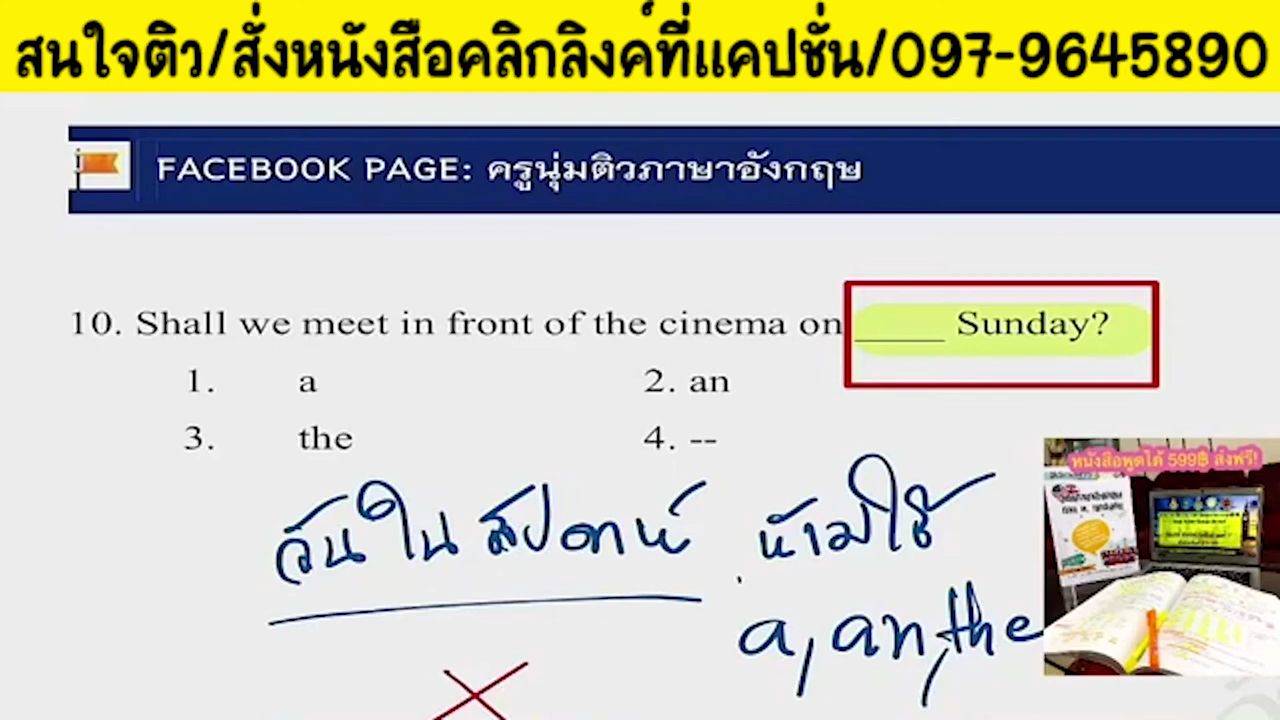 สนใจติว/สั่งหนังสือคลิกลิงค์ที่แคปชั่น/097-9645890
FACEBOOK PAGE: ครูนุ่มติวภาษาอังกฤษ
10. Shall we meet in front of the cinema on _____ Sunday?
1. a 2. an
3. the 4. --
วันในสัปดาห์ ห้ามใช้
a, an, the
หนังสือพูดได้ 599฿ ส่งฟรี!